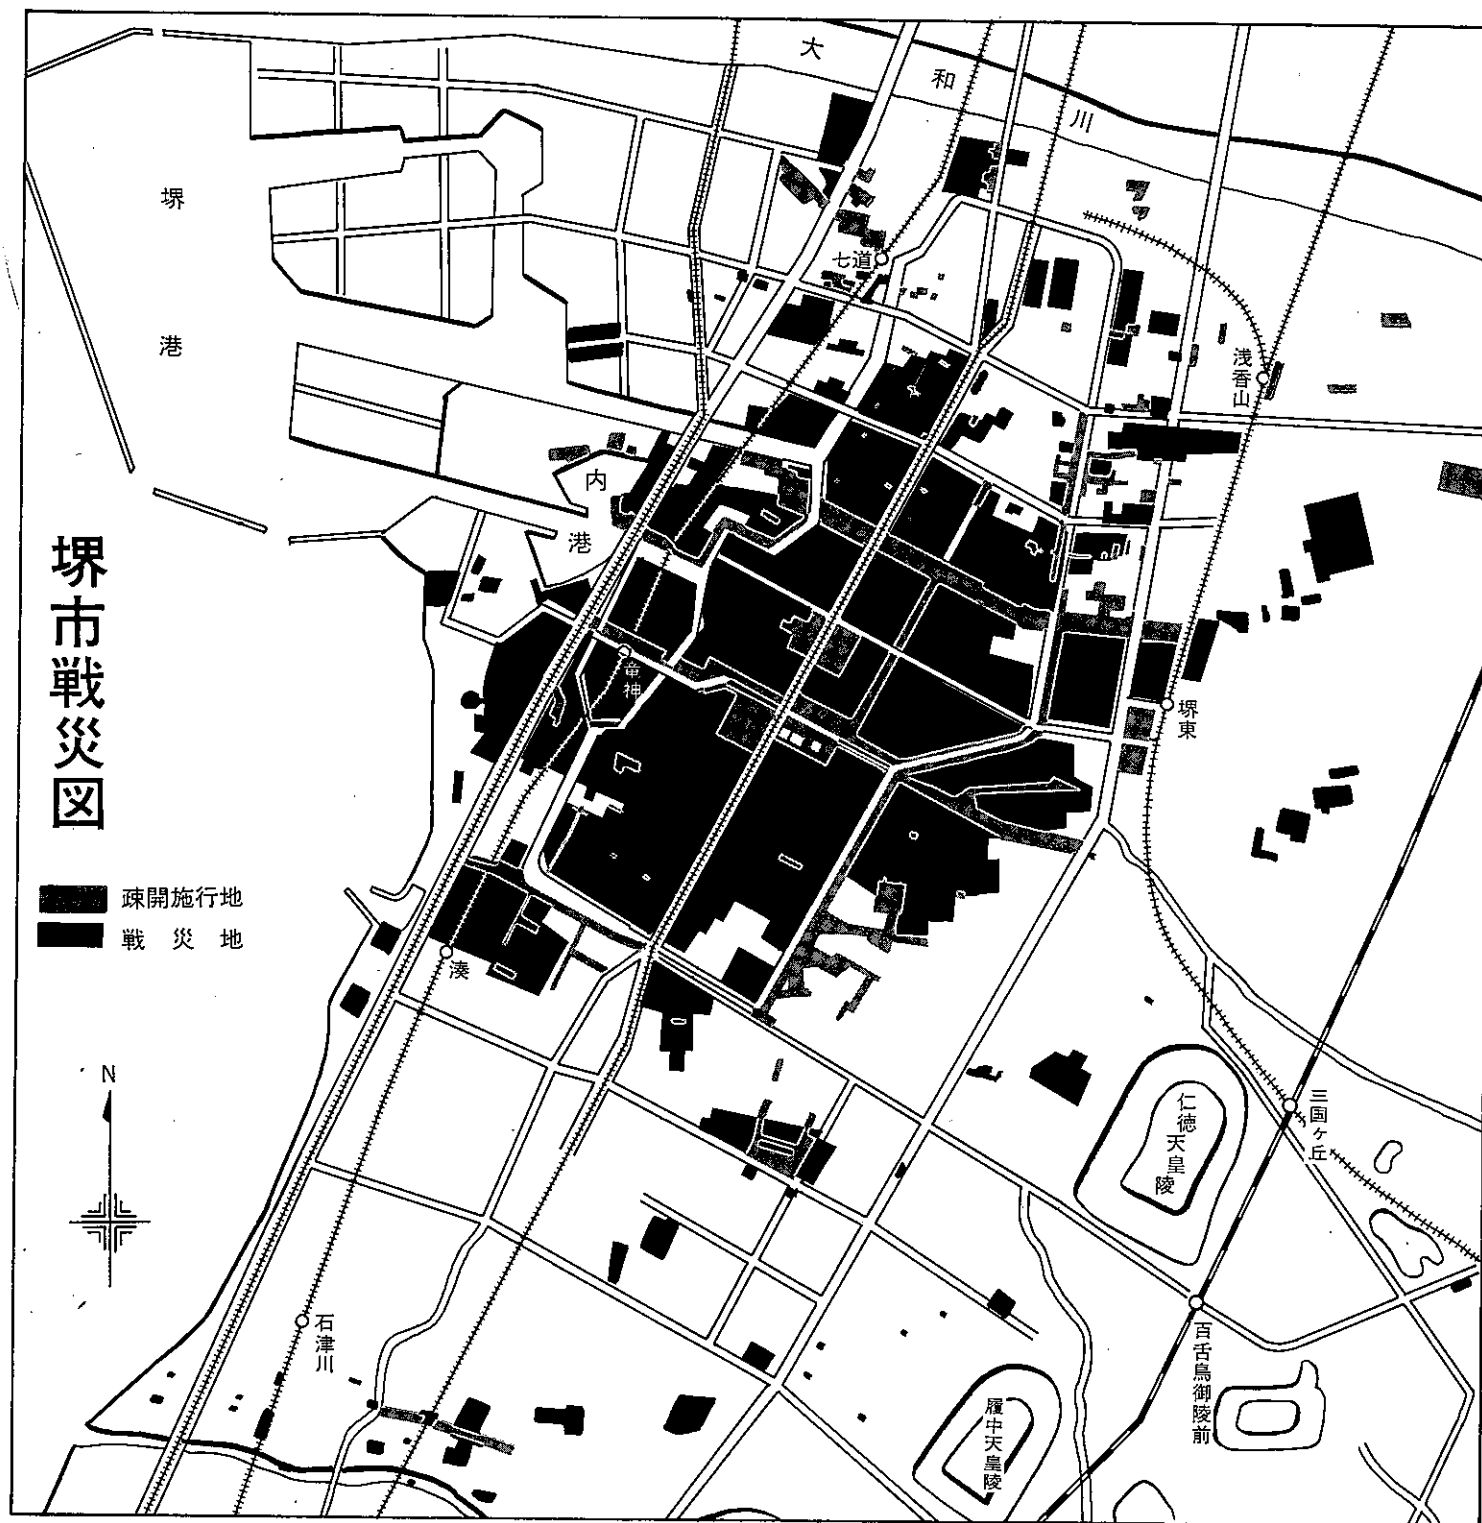 堺市戦災図
疎開施行地
戦災地
N
大和川
堺港
内港
七道
浅香山
竜神
堺東
湊
仁徳天皇陵
三国ヶ丘
石津川
百舌鳥御陵前
履中天皇陵